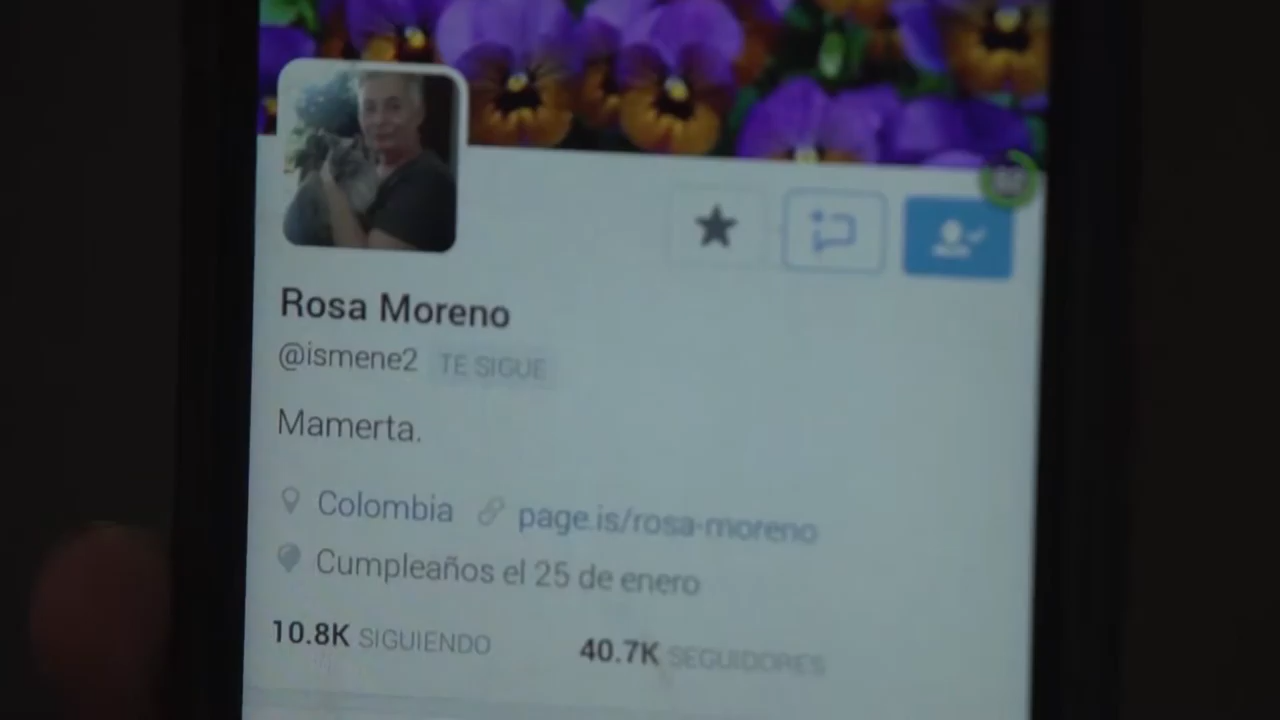 Rosa Moreno
@ismene2 TE SIGUE
Mamerta.
Colombia page.is/rosa-moreno
Cumpleaños el 25 de enero
10.8K SIGUIENDO 40.7K SEGUIDORES